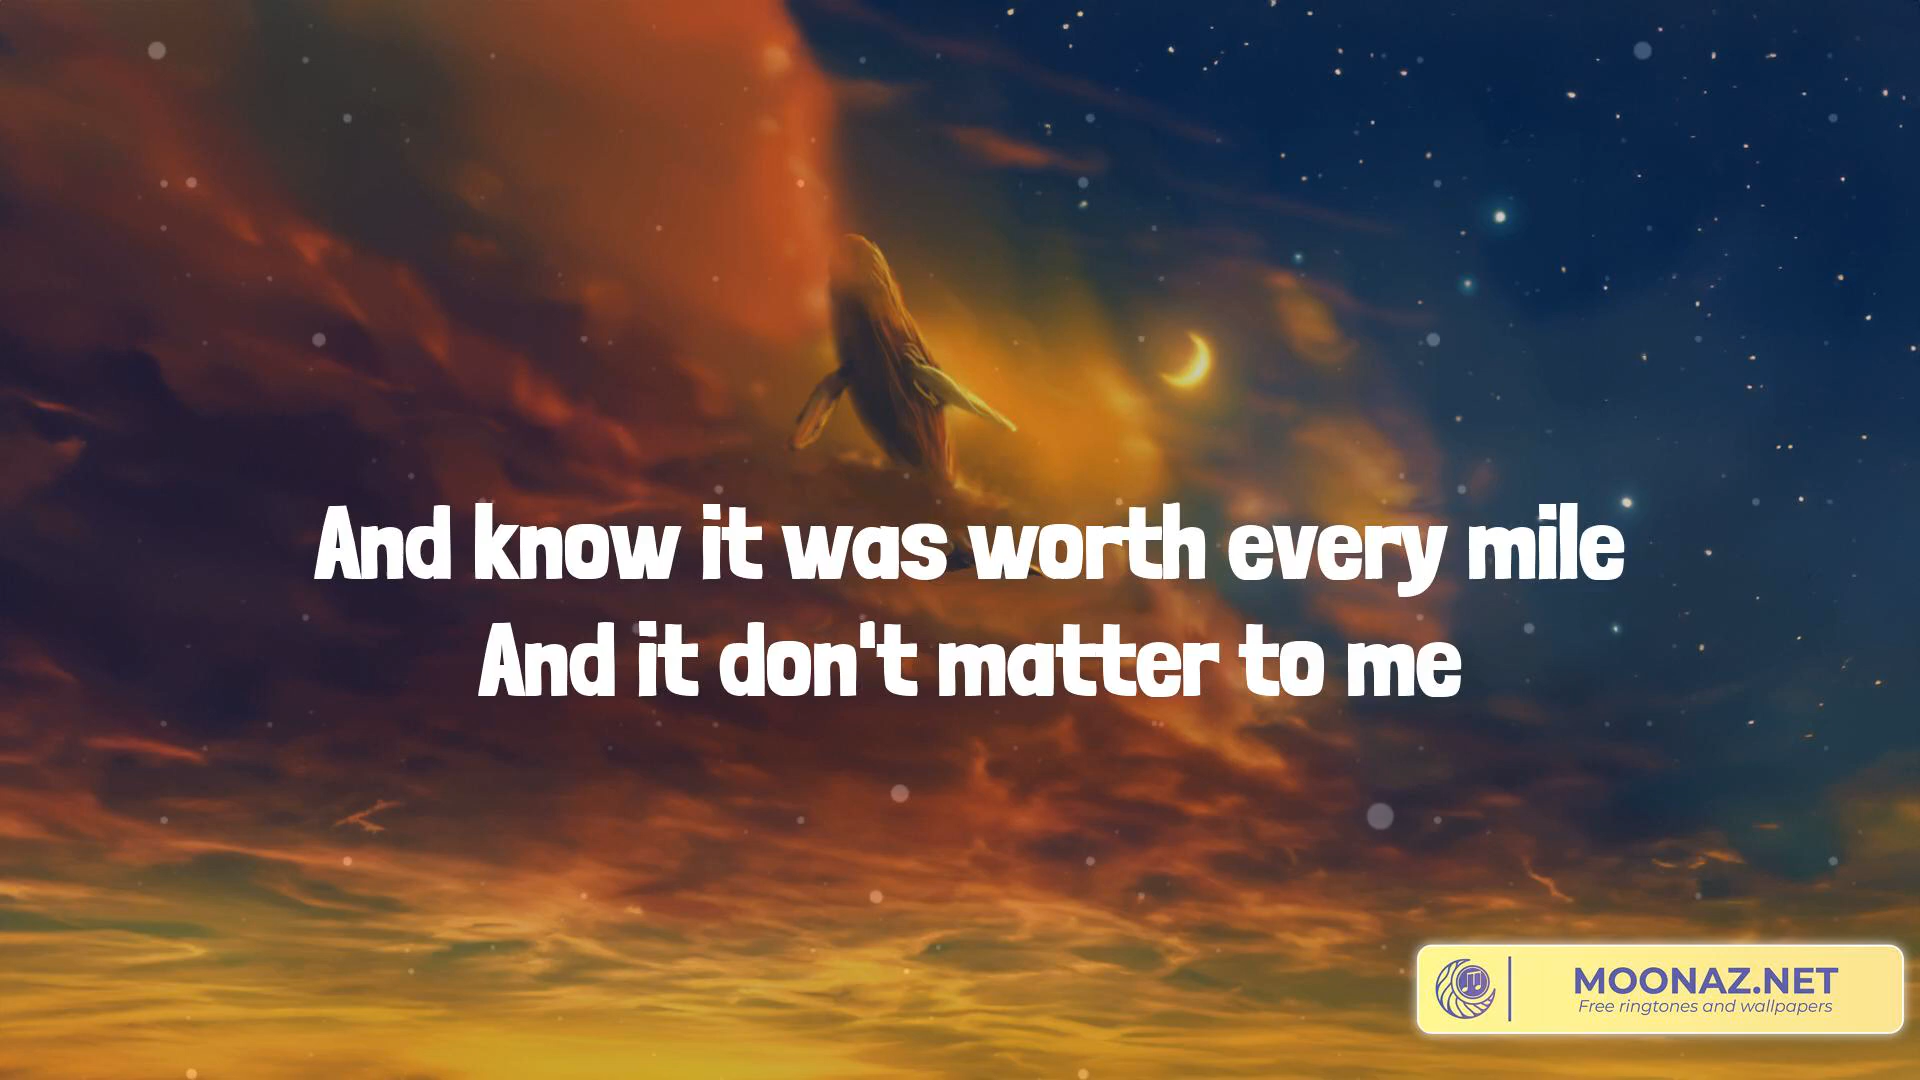 And know it was worth every mile
And it don't matter to me
MOONAZ.NET
Free ringtones and wallpapers